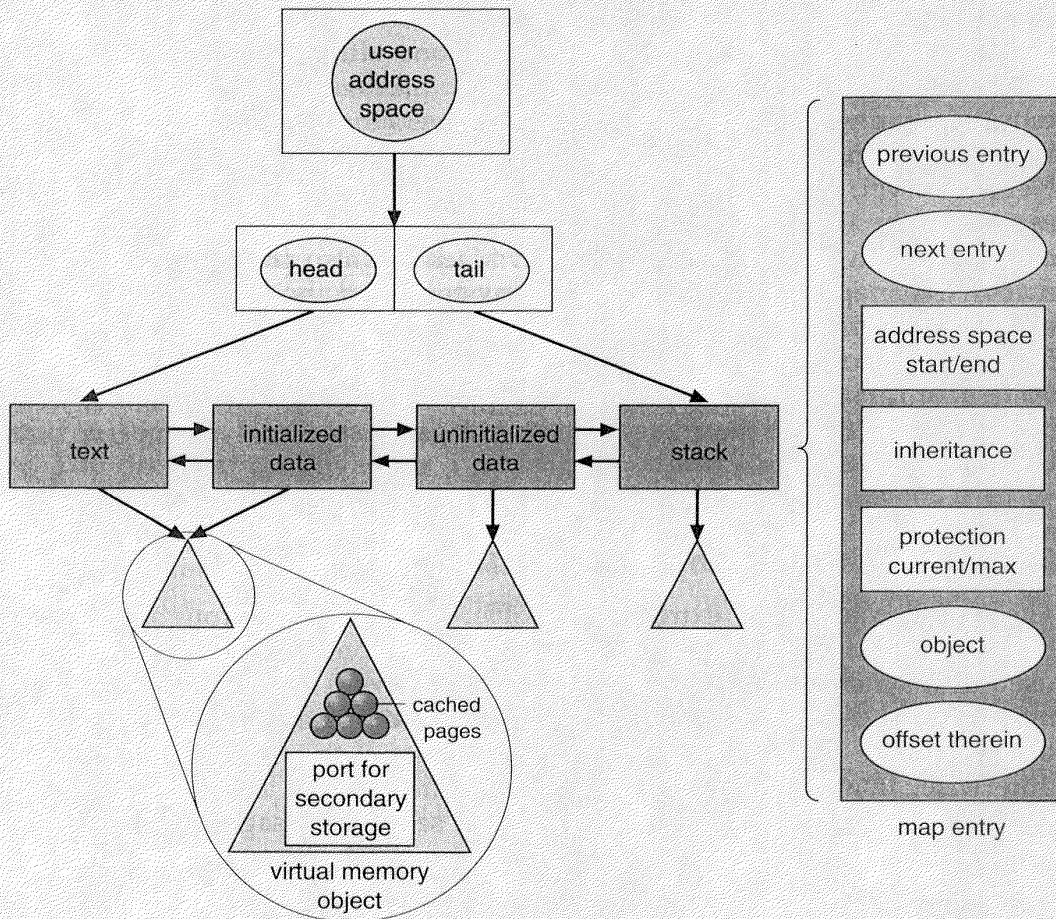 user
address
space
head
tail
text
initialized
data
uninitialized
data
stack
cached
pages
port for
secondary
storage
virtual memory
object
previous entry
next entry
address space
start/end
inheritance
protection
current/max
object
offset therein
map entry